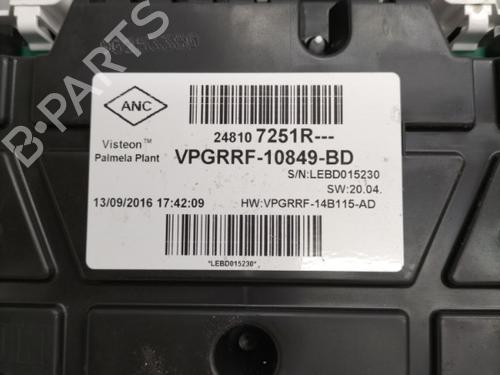 ANC
24810 7251R---
Visteon™
Palmela Plant
VPGRRF-10849-BD
S/N:LEBD015230
SW:20.04.
13/09/2016 17:42:09
HW:VPGRRF-14B115-AD
*LEBD015230*